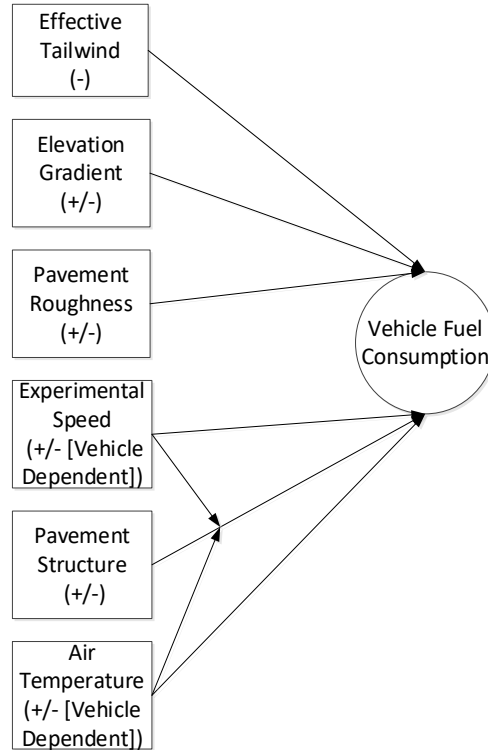 Effective
Tailwind
(-)
Elevation
Gradient
(+/-)
Pavement
Roughness
(+/-)
Vehicle Fuel
Consumption
Experimental
Speed
(+/- [Vehicle
Dependent])
Pavement
Structure
(+/-)
Air
Temperature
(+/- [Vehicle
Dependent])